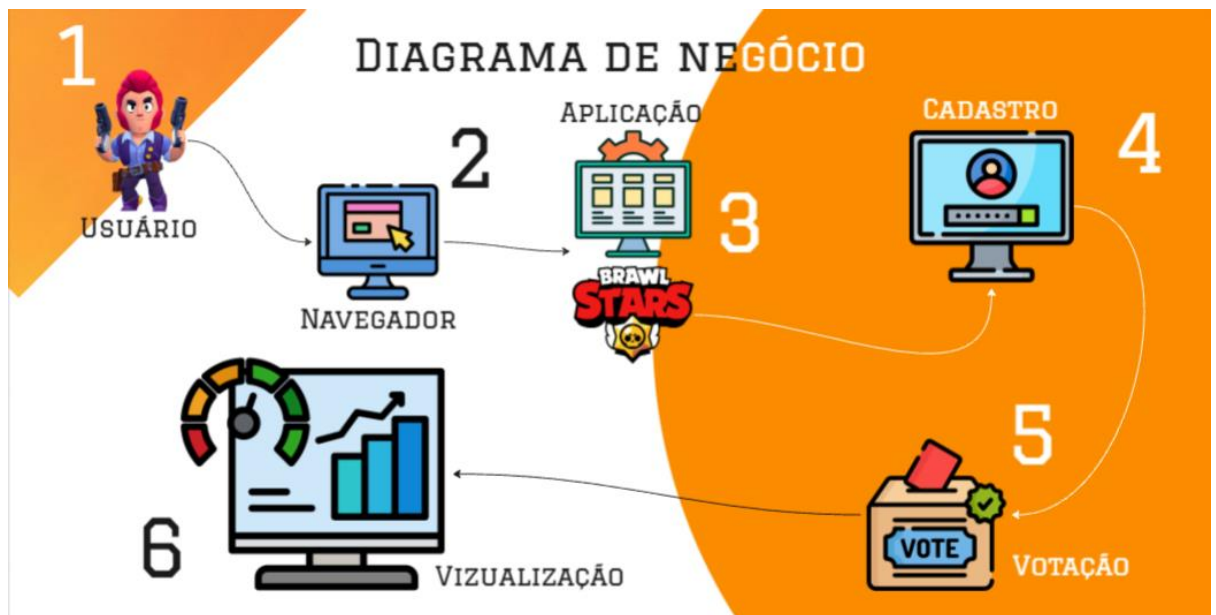 DIAGRAMA DE NEGÓCIO
1
USUÁRIO
2
NAVEGADOR
APLICAÇÃO
3
BRAWL
STARS
CADASTRO
4
5
VOTE
VOTAÇÃO
6
VIZUALIZAÇÃO